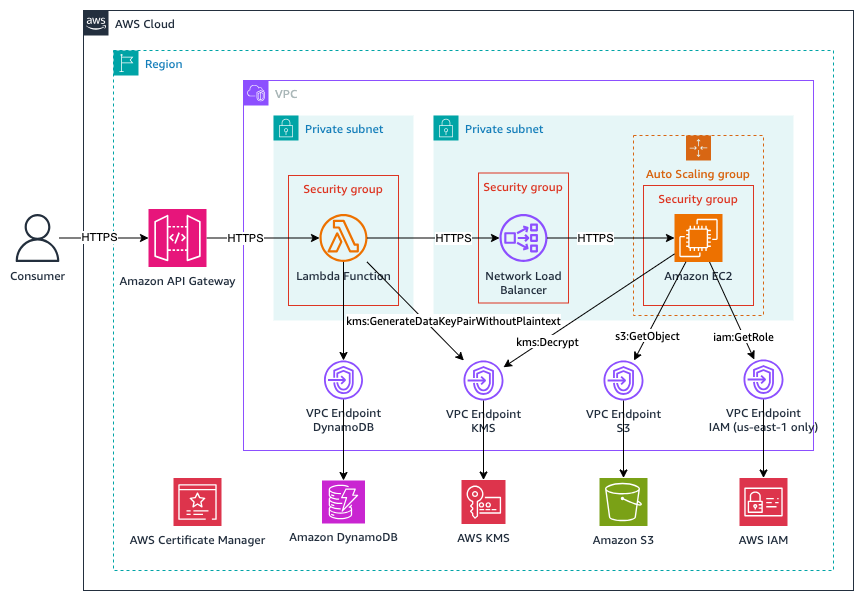 aws
AWS Cloud
Region
VPC
Private subnet
Private subnet
Auto Scaling group
Security group
Security group
Security group
HTTPS
HTTPS
HTTPS
HTTPS
Consumer
Amazon API Gateway
Lambda Function
Network Load
Balancer
Amazon EC2
kms:GenerateDataKeyPairWithoutPlaintext
kms:Decrypt
s3:GetObject
iam:GetRole
VPC Endpoint
DynamoDB
VPC Endpoint
KMS
VPC Endpoint
S3
VPC Endpoint
IAM (us-east-1 only)
AWS Certificate Manager
Amazon DynamoDB
AWS KMS
Amazon S3
AWS IAM